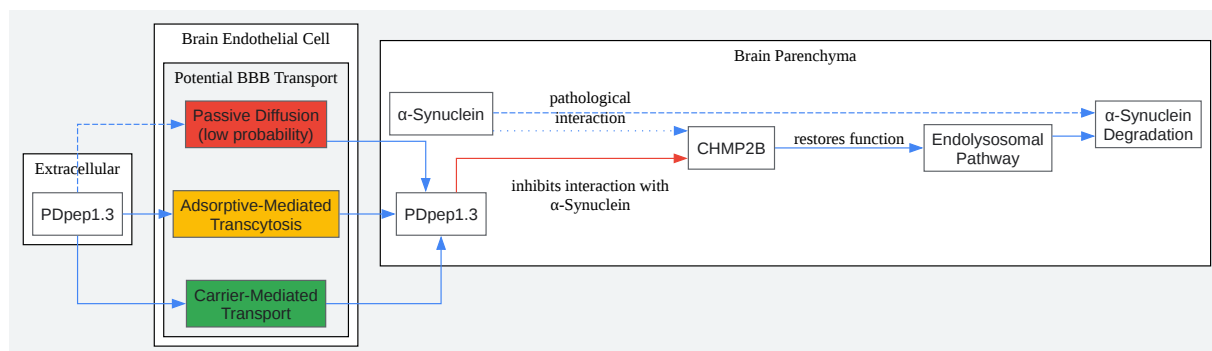 Brain Endothelial Cell
Potential BBB Transport
Passive Diffusion
(low probability)
Adsorptive-Mediated
Transcytosis
Carrier-Mediated
Transport
Extracellular
PDpep1.3
Brain Parenchyma
α-Synuclein
pathological
interaction
CHMP2B
restores function
Endolysosomal
Pathway
α-Synuclein
Degradation
inhibits interaction with
α-Synuclein
PDpep1.3